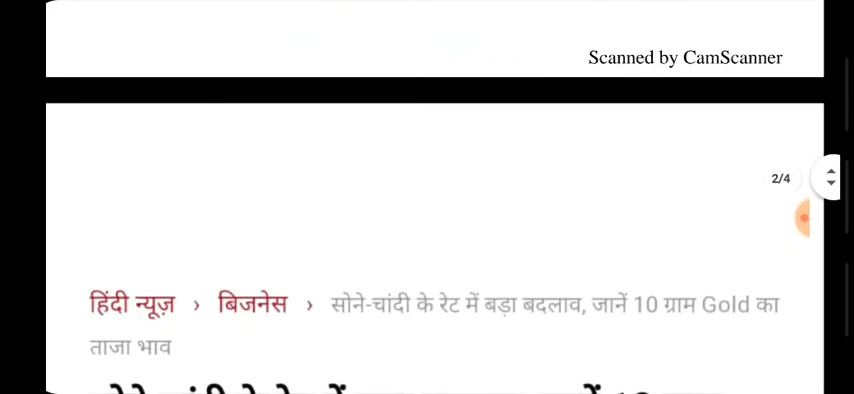 Scanned by CamScanner
2/4
हिंदी न्यूज़ › बिजनेस › सोने-चांदी के रेट में बड़ा बदलाव, जानें 10 ग्राम Gold का
ताजा भाव